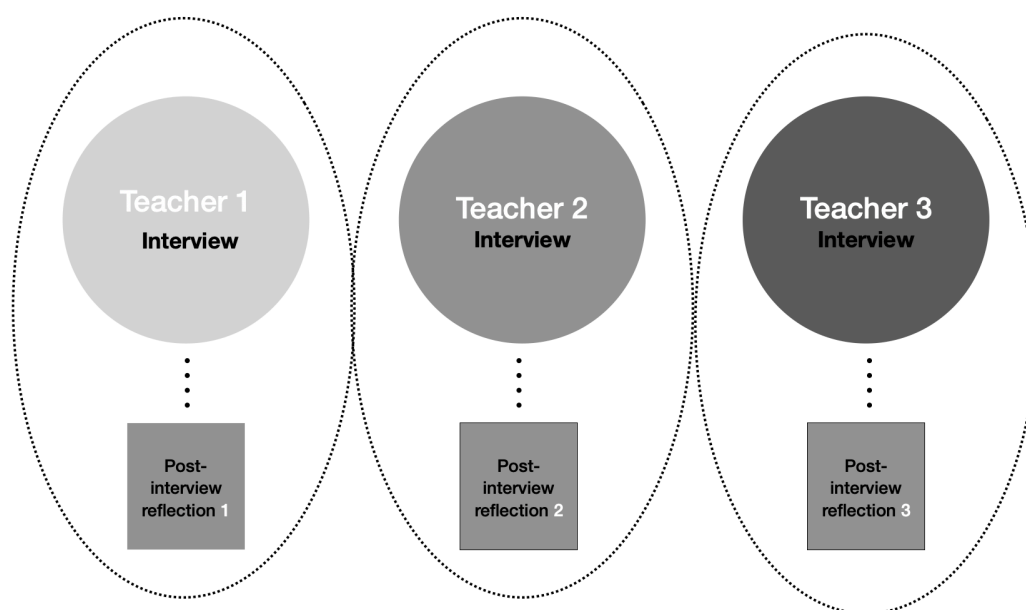 Teacher 1
Interview
Teacher 2
Interview
Teacher 3
Interview
Post-
interview
reflection 1
Post-
interview
reflection 2
Post-
interview
reflection 3